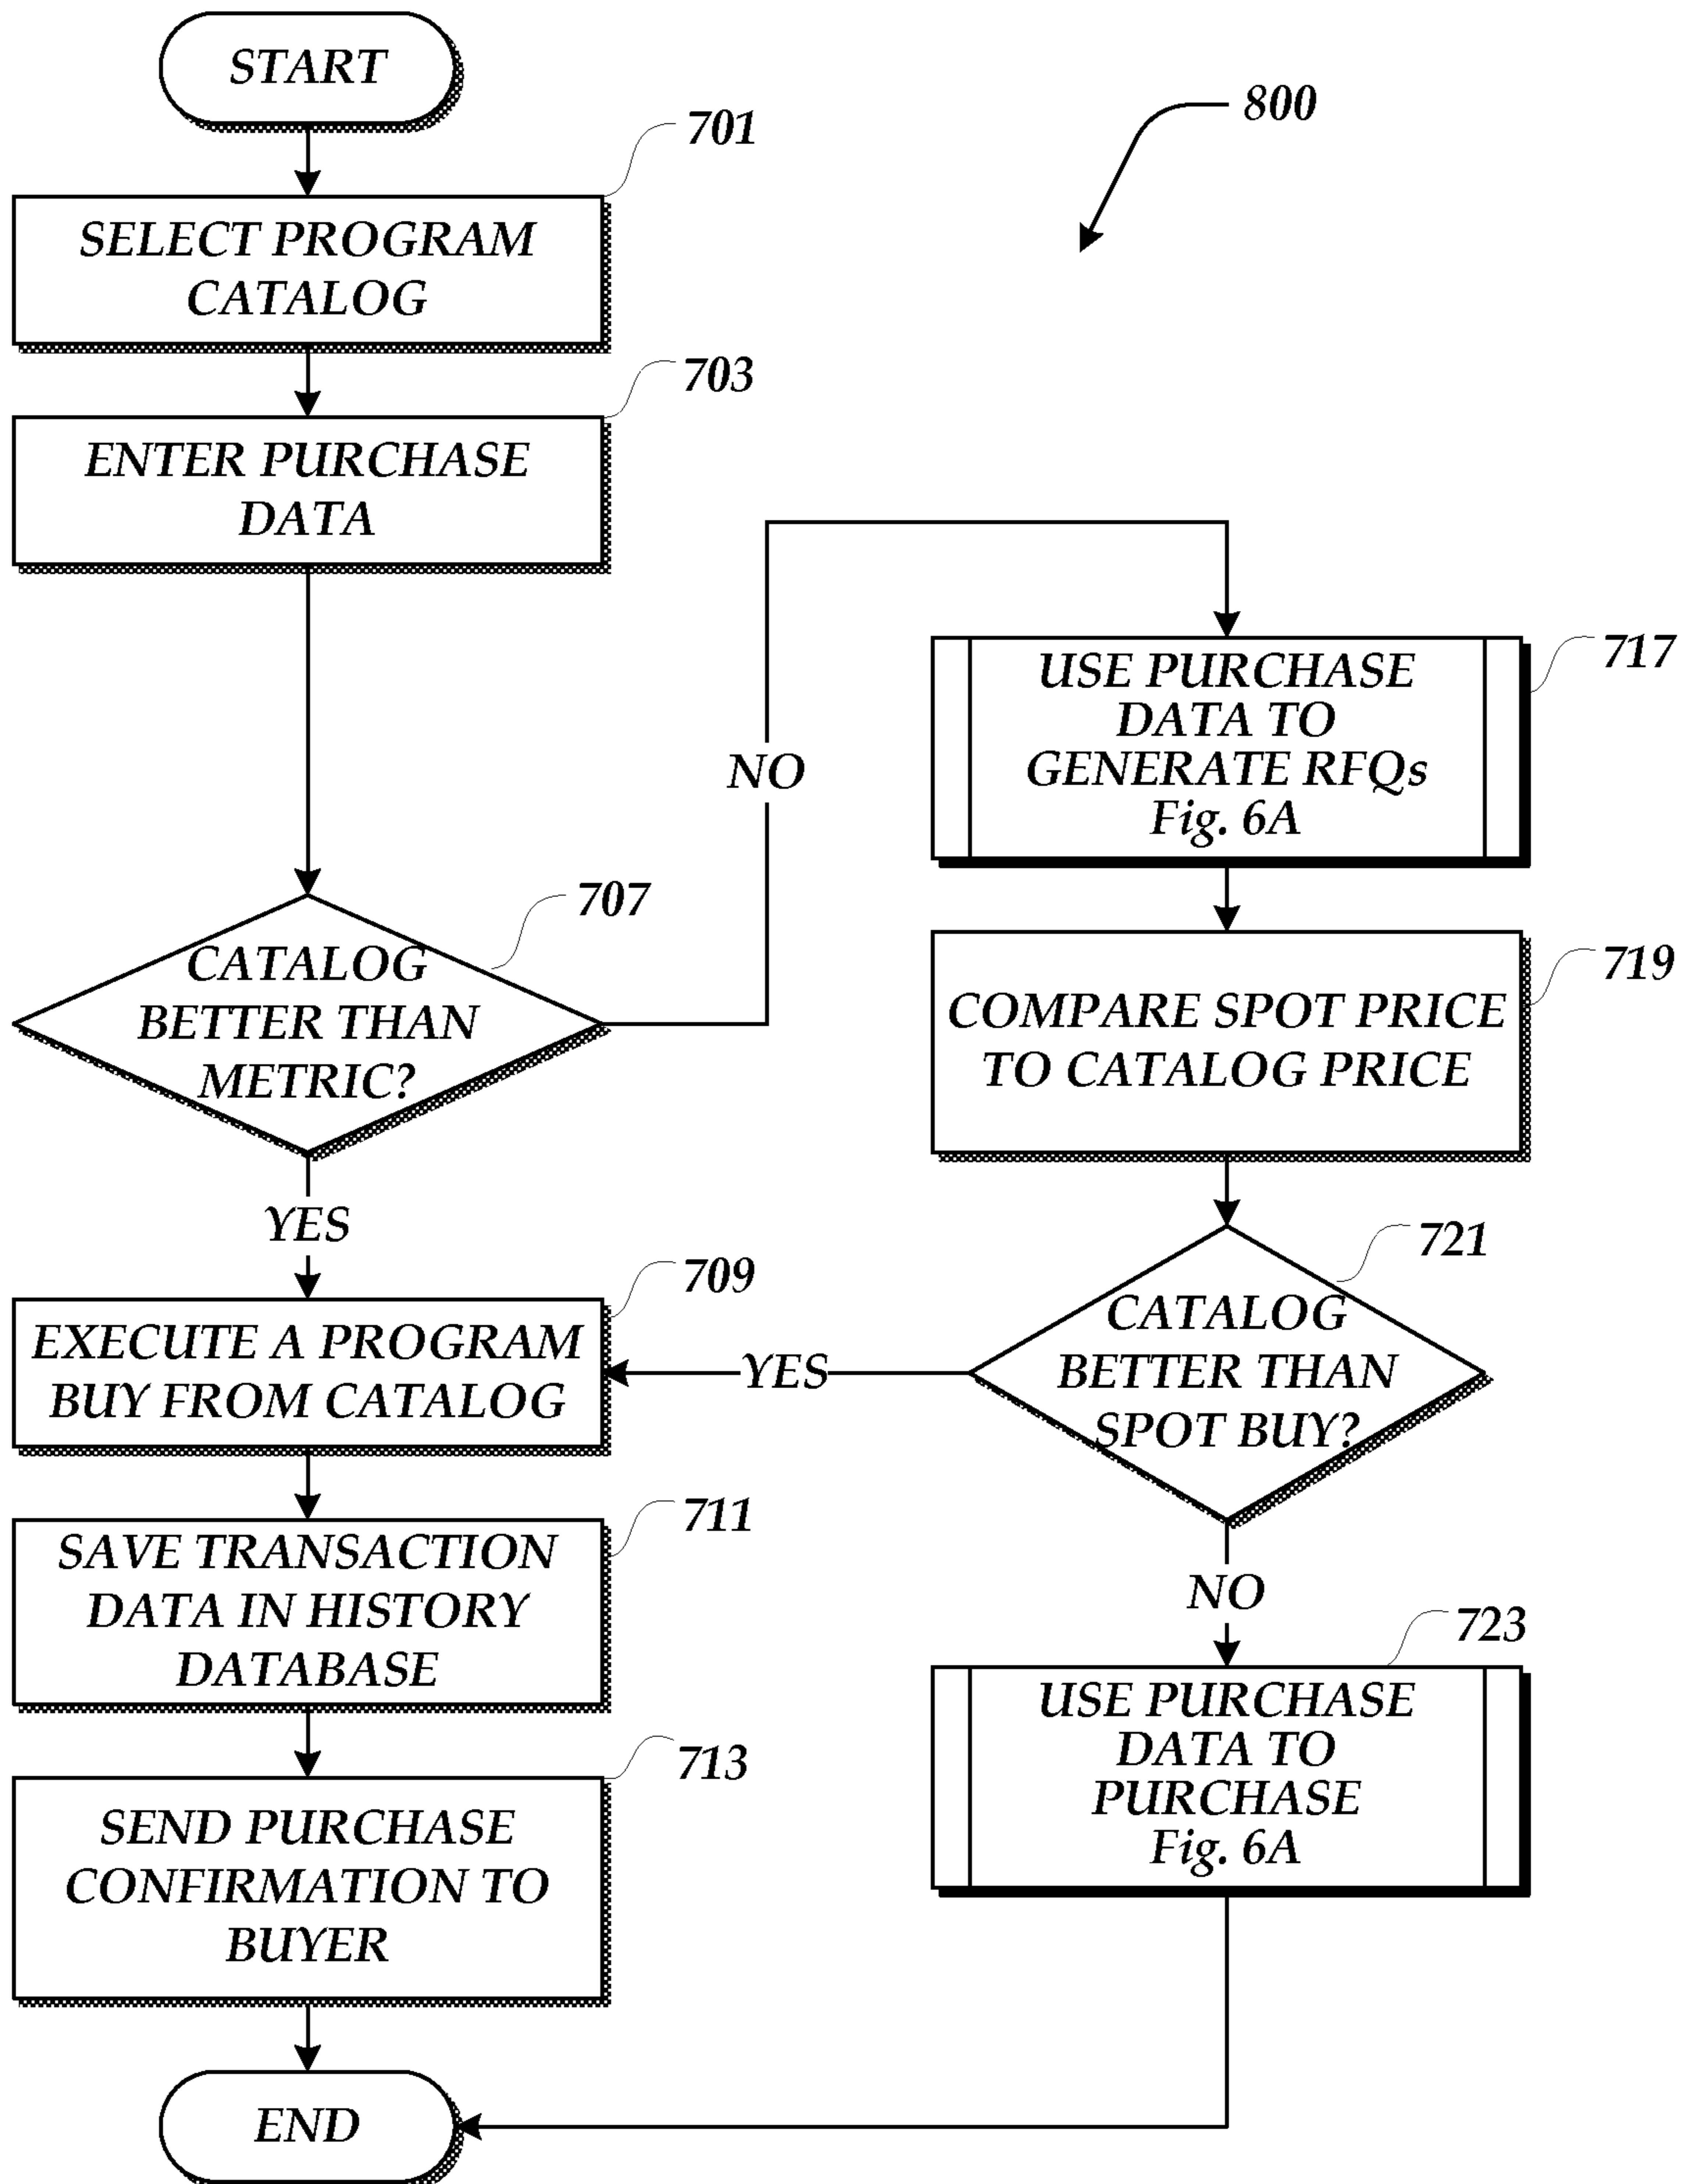 START
800
701
SELECT PROGRAM
CATALOG
703
ENTER PURCHASE
DATA
707
CATALOG
BETTER THAN
METRIC?
NO
YES
717
USE PURCHASE
DATA TO
GENERATE RFQs
Fig. 6A
719
COMPARE SPOT PRICE
TO CATALOG PRICE
721
CATALOG
BETTER THAN
SPOT BUY?
YES
NO
709
EXECUTE A PROGRAM
BUY FROM CATALOG
711
SAVE TRANSACTION
DATA IN HISTORY
DATABASE
713
SEND PURCHASE
CONFIRMATION TO
BUYER
723
USE PURCHASE
DATA TO
PURCHASE
Fig. 6A
END